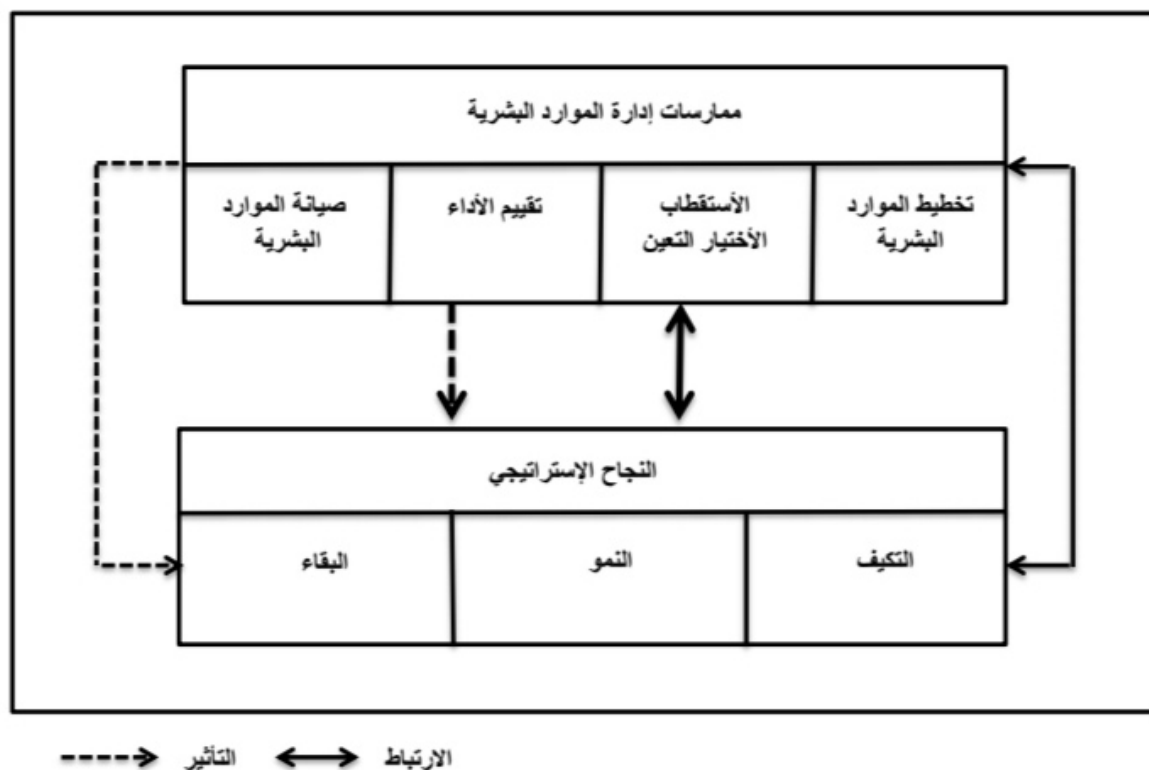 ممارسات إدارة الموارد البشرية
تخطيط الموارد
البشرية
الأستقطاب
الأختيار التعين
تقييم الأداء
صيانة الموارد
البشرية
النجاح الإستراتيجي
التكيف
النمو
البقاء
الارتباط
التأثير